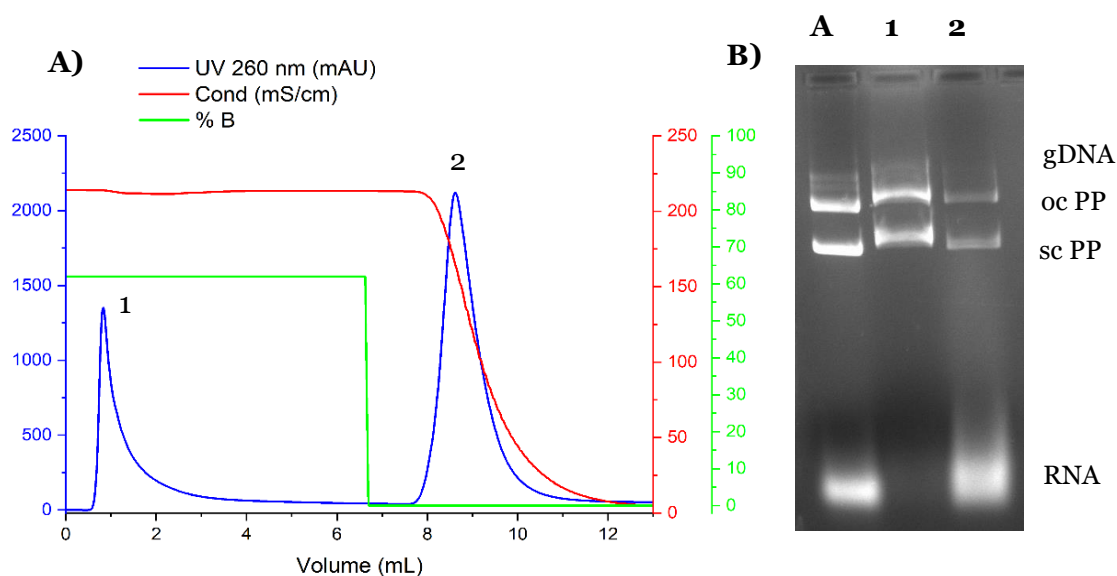 A)
UV 260 nm (mAU)
Cond (mS/cm)
% B
2500
2000
1500
1000
500
0
1
2
250
200
150
100
50
0
100
90
80
70
60
50
40
30
20
10
0
0 2 4 6 8 10 12
Volume (mL)
B)
A 1 2
gDNA
oc PP
sc PP
RNA